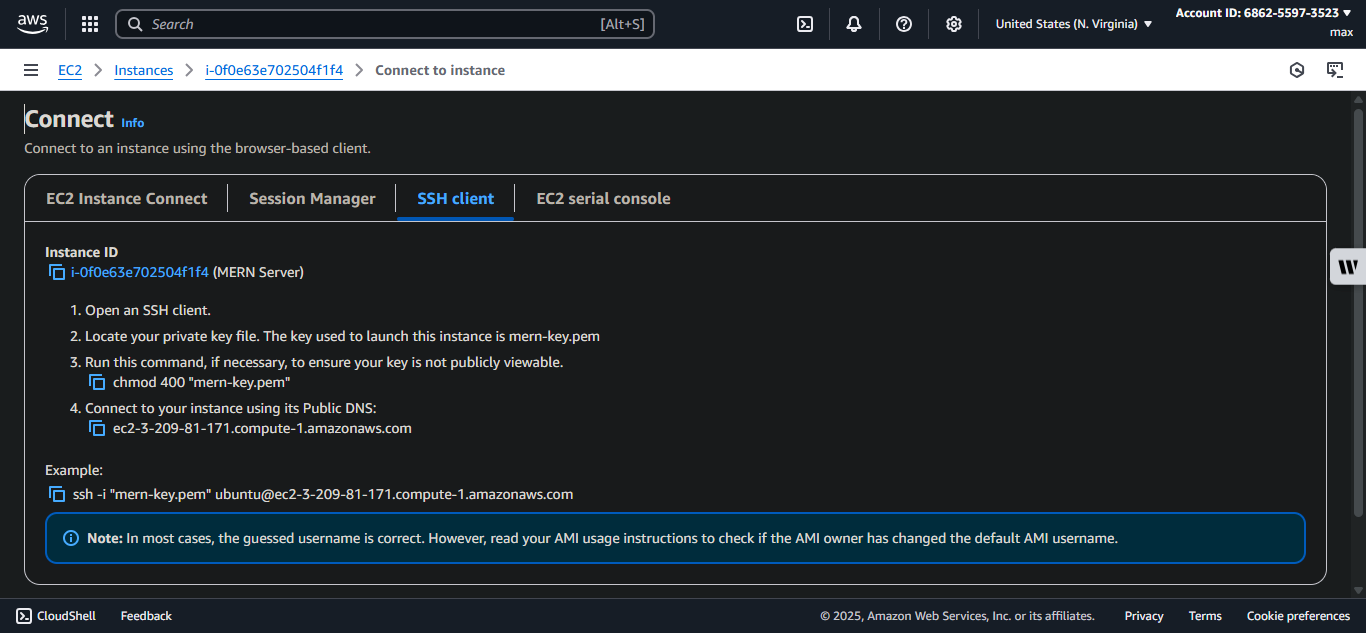 aws
Search [Alt+S]
United States (N. Virginia)
Account ID: 6862-5597-3523
max
EC2
Instances
i-0f0e63e702504f1f4
Connect to instance
Connect Info
Connect to an instance using the browser-based client.
EC2 Instance Connect
Session Manager
SSH client
EC2 serial console
Instance ID
i-0f0e63e702504f1f4 (MERN Server)
1. Open an SSH client.
2. Locate your private key file. The key used to launch this instance is mern-key.pem
3. Run this command, if necessary, to ensure your key is not publicly viewable.
chmod 400 "mern-key.pem"
4. Connect to your instance using its Public DNS:
ec2-3-209-81-171.compute-1.amazonaws.com
Example:
ssh -i "mern-key.pem" ubuntu@ec2-3-209-81-171.compute-1.amazonaws.com
Note: In most cases, the guessed username is correct. However, read your AMI usage instructions to check if the AMI owner has changed the default AMI username.
CloudShell
Feedback
© 2025, Amazon Web Services, Inc. or its affiliates.
Privacy
Terms
Cookie preferences